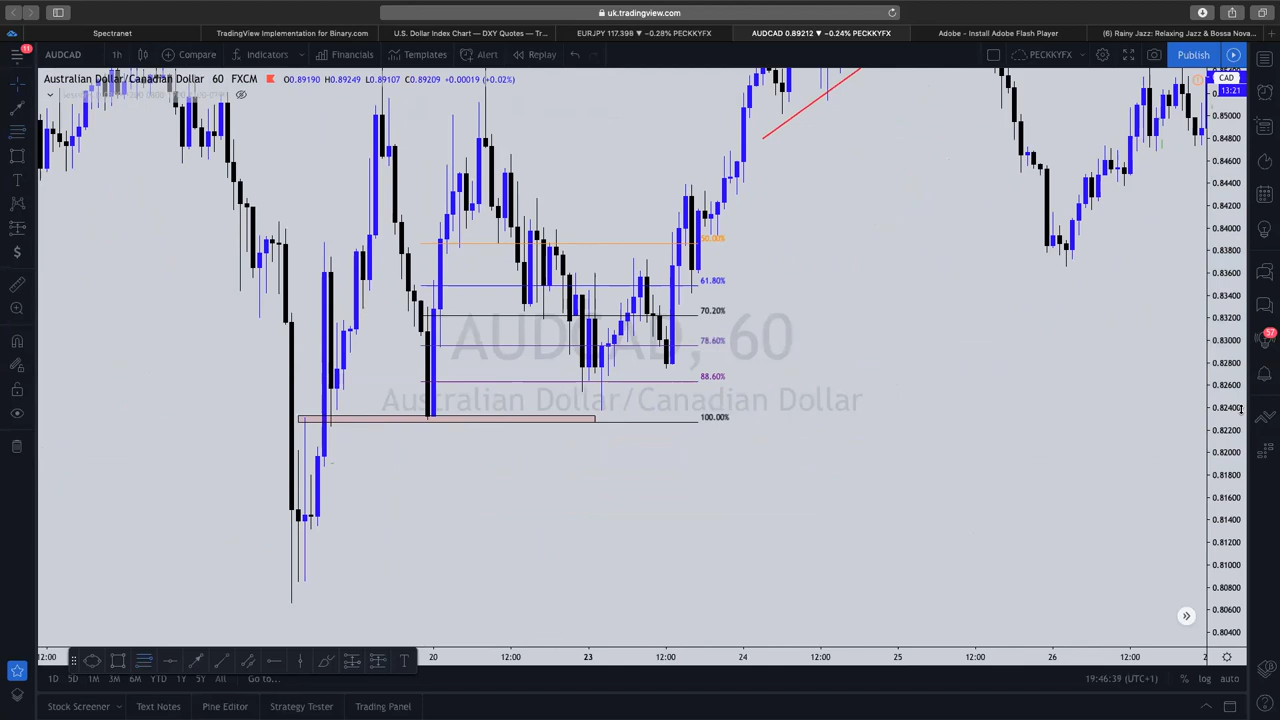 uk.tradingview.com
Spectranet
TradingView Implementation for Binary.com
U.S. Dollar Index Chart — DXY Quotes — Tr...
EURJPY 117.398 ▼ −0.28% PECKKYFX
AUDCAD 0.89212 ▼ −0.24% PECKKYFX
Adobe - Install Adobe Flash Player
(6) Rainy Jazz: Relaxing Jazz & Bossa Nova...
11
AUDCAD
1h
Compare
Indicators
Financials
Templates
Alert
Replay
PECKKYFX
Publish
Australian Dollar/Canadian Dollar 60 FXCM
O0.89190 H0.89249 L0.89107 C0.89209 +0.00019 (+0.02%)
CAD
13:21
0.85000
0.84800
0.84600
0.84400
0.84200
0.84000
0.83800
0.83600
0.83400
0.83200
0.83000
0.82800
0.82600
0.82400
0.82200
0.82000
0.81800
0.81600
0.81400
0.81200
0.81000
0.80800
0.80600
0.80400
50.00%
61.80%
70.20%
78.60%
88.60%
100.00%
AUDCAD, 60
Australian Dollar/Canadian Dollar
57
12:00
20
12:00
23
12:00
24
12:00
25
12:00
26
12:00
2
1D
5D
1M
3M
6M
YTD
1Y
5Y
All
Go to...
19:46:39 (UTC+1)
%
log
auto
Stock Screener
Text Notes
Pine Editor
Strategy Tester
Trading Panel